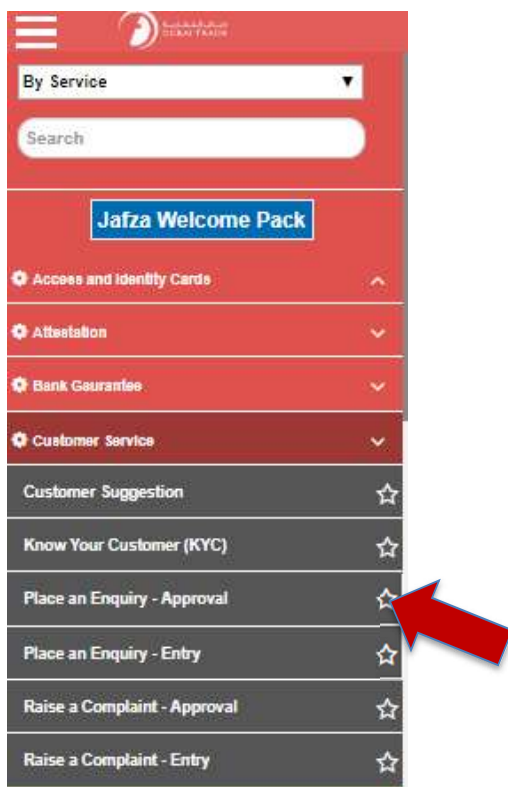 DUBAI TRADE
By Service
Search
Jafza Welcome Pack
Access and Identity Cards
Attestation
Bank Gaurantee
Customer Service
Customer Suggestion
Know Your Customer (KYC)
Place an Enquiry - Approval
Place an Enquiry - Entry
Raise a Complaint - Approval
Raise a Complaint - Entry